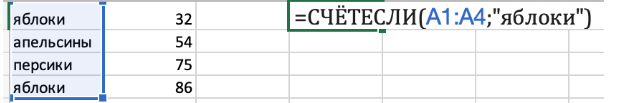 яблоки 32 =СЧЁТЕСЛИ(A1:A4;"яблоки")
апельсины 54
персики 75
яблоки 86